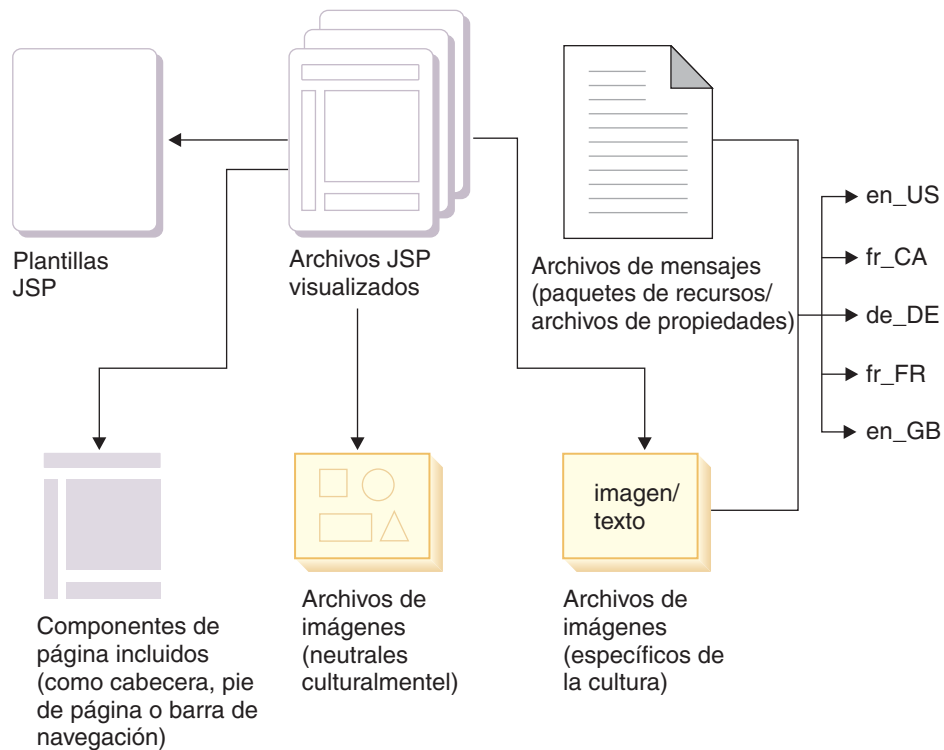 Plantillas
JSP
Archivos JSP
visualizados
Archivos de mensajes
(paquetes de recursos/
archivos de propiedades)
en_US
fr_CA
de_DE
fr_FR
en_GB
Componentes de
página incluidos
(como cabecera, pie
de página o barra de
navegación)
Archivos de
imágenes
(neutrales
culturalmentel)
imagen/
texto
Archivos de
imágenes
(específicos de
la cultura)